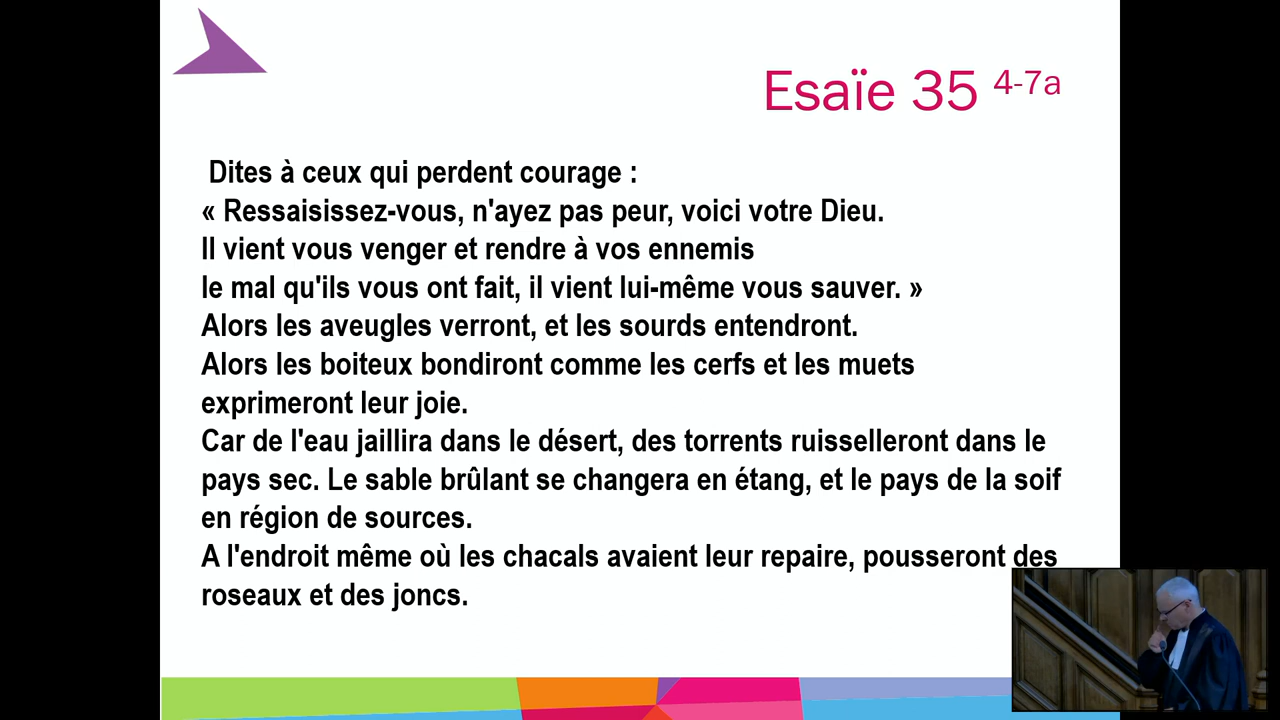 Esaïe 35 4-7a
Dites à ceux qui perdent courage :
« Ressaisissez-vous, n'ayez pas peur, voici votre Dieu.
Il vient vous venger et rendre à vos ennemis
le mal qu'ils vous ont fait, il vient lui-même vous sauver. »
Alors les aveugles verront, et les sourds entendront.
Alors les boiteux bondiront comme les cerfs et les muets
exprimeront leur joie.
Car de l'eau jaillira dans le désert, des torrents ruisselleront dans le
pays sec. Le sable brûlant se changera en étang, et le pays de la soif
en région de sources.
A l'endroit même où les chacals avaient leur repaire, pousseront des
roseaux et des joncs.